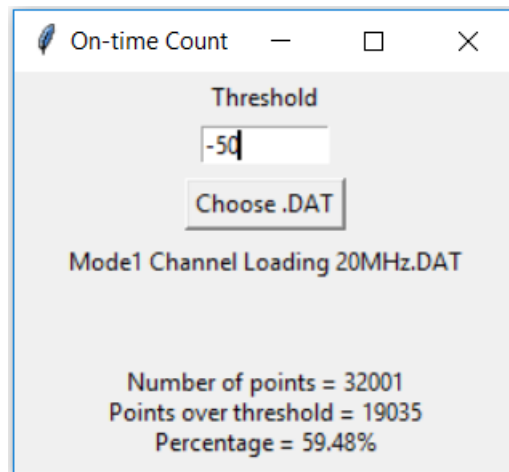 On-time Count
Threshold
-50
Choose .DAT
Mode1 Channel Loading 20MHz.DAT
Number of points = 32001
Points over threshold = 19035
Percentage = 59.48%